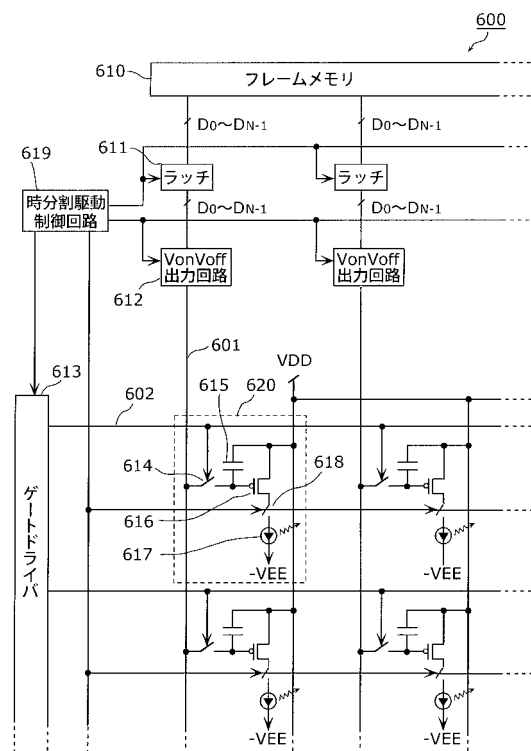 600
610
フレームメモリ
D0〜DN-1
D0〜DN-1
611
619
ラッチ
ラッチ
時分割駆動
制御回路
D0〜DN-1
D0〜DN-1
VonVoff
出力回路
VonVoff
出力回路
612
601
VDD
613
602
615
620
614
618
616
617
-VEE
-VEE
ゲートドライバ
-VEE
-VEE